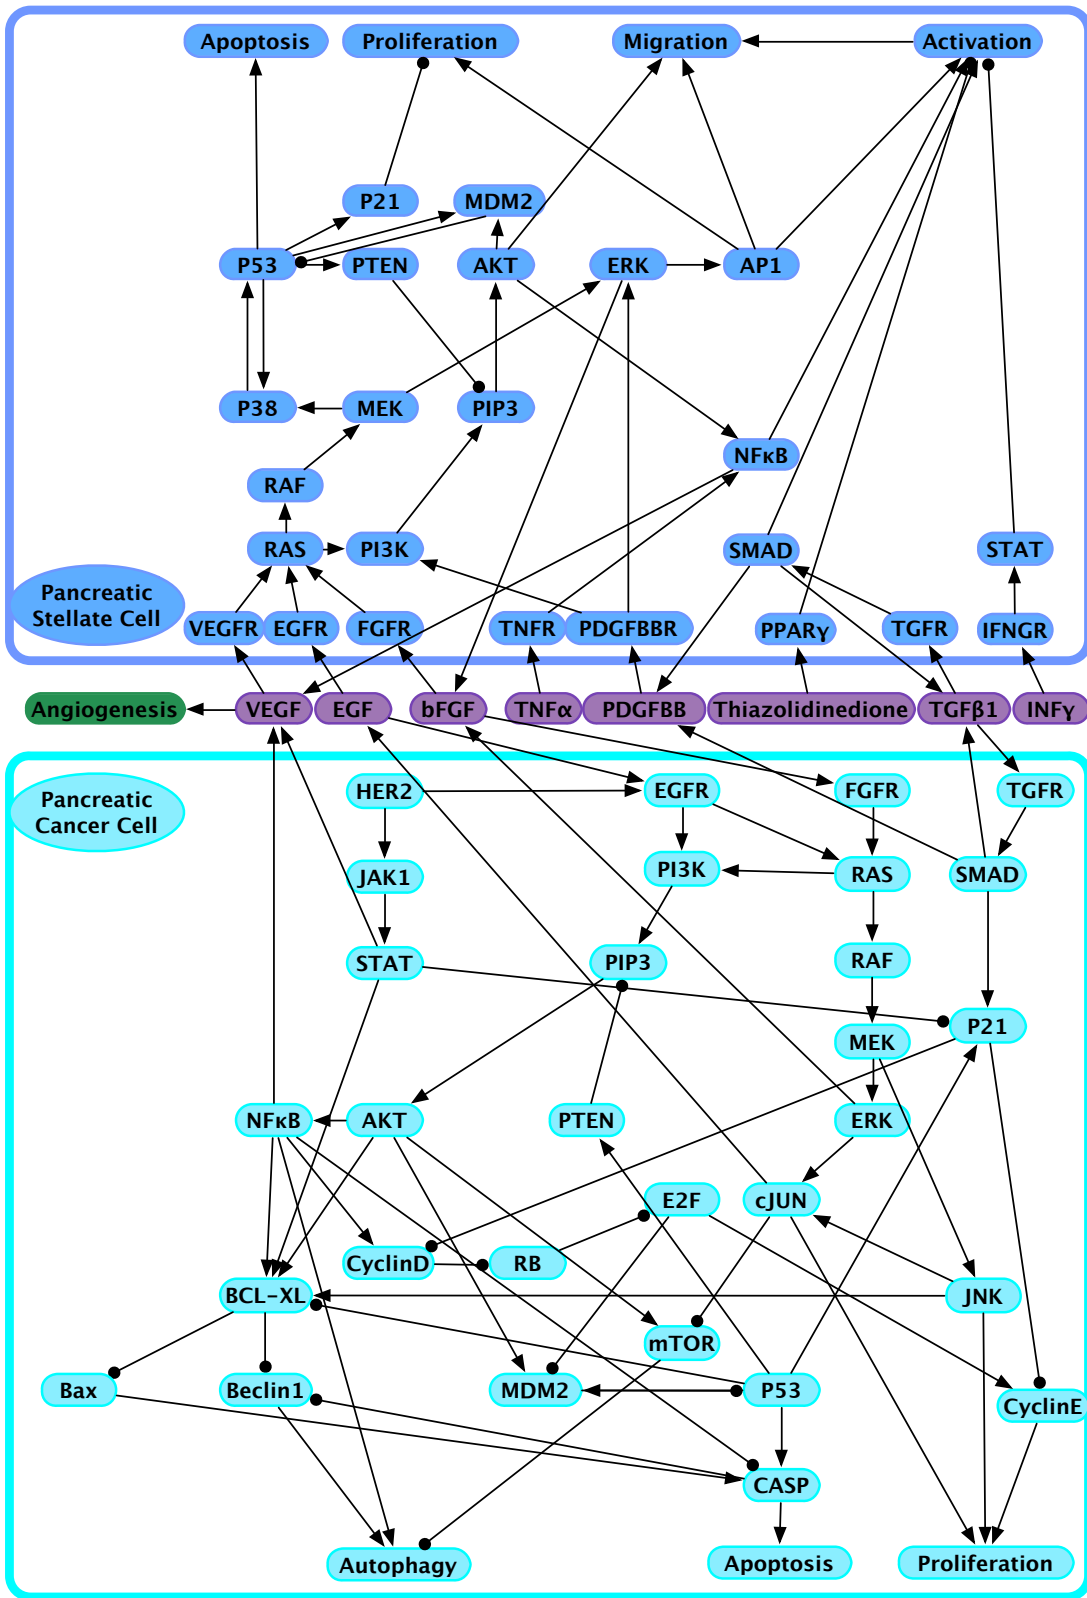 Apoptosis
Proliferation
Migration
Activation
P21
MDM2
P53
PTEN
AKT
ERK
AP1
P38
MEK
PIP3
NFκB
RAF
RAS
PI3K
SMAD
STAT
Pancreatic
Stellate Cell
VEGFR
EGFR
FGFR
TNFR
PDGFBBR
PPARγ
TGFR
IFNGR
Angiogenesis
VEGF
EGF
bFGF
TNFα
PDGFBB
Thiazolidinedione
TGFβ1
INFγ
Pancreatic
Cancer Cell
HER2
EGFR
FGFR
TGFR
JAK1
PI3K
RAS
SMAD
STAT
PIP3
RAF
P21
MEK
NFκB
AKT
PTEN
ERK
E2F
cJUN
CyclinD
RB
BCL-XL
JNK
mTOR
Bax
Beclin1
MDM2
P53
CyclinE
CASP
Autophagy
Apoptosis
Proliferation